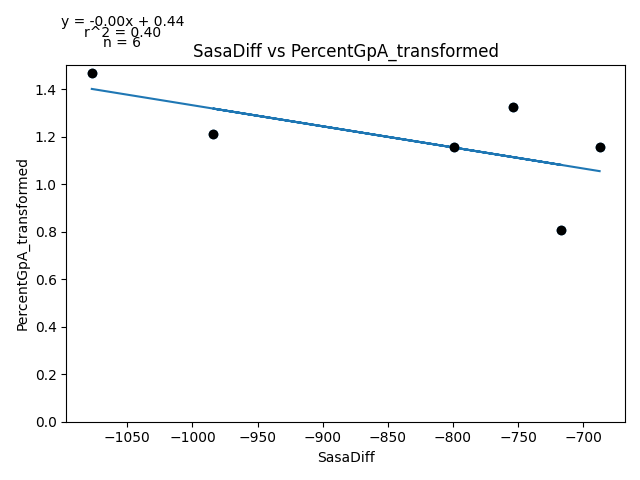 y = -0.00x + 0.44
r^2 = 0.40
n = 6
SasaDiff vs PercentGpA_transformed
1.4
1.2
1.0
0.8
0.6
0.4
0.2
0.0
PercentGpA_transformed
−1050 −1000 −950 −900 −850 −800 −750 −700
SasaDiff